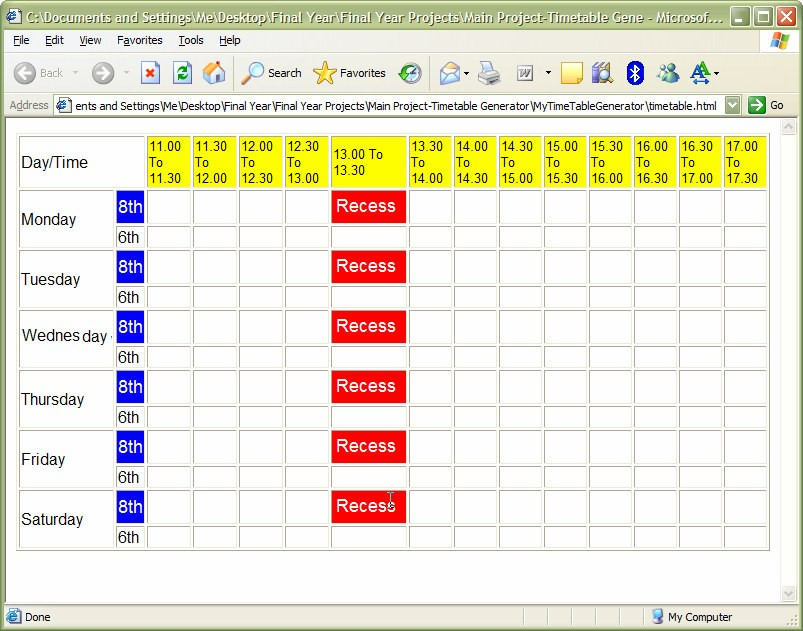 C:\Documents and Settings\Me\Desktop\Final Year\Final Year Projects\Main Project-Timetable Gene - Microsof...
File Edit View Favorites Tools Help
Back Search Favorites
Address ents and Settings\Me\Desktop\Final Year\Final Year Projects\Main Project-Timetable Generator\MyTimeTableGenerator\timetable.html Go
Day/Time 11.00 To 11.30 11.30 To 12.00 12.00 To 12.30 12.30 To 13.00 13.00 To 13.30 13.30 To 14.00 14.00 To 14.30 14.30 To 15.00 15.00 To 15.30 15.30 To 16.00 16.00 To 16.30 16.30 To 17.00 17.00 To 17.30
Monday 8th Recess
6th
Tuesday 8th Recess
6th
Wednesday 8th Recess
6th
Thursday 8th Recess
6th
Friday 8th Recess
6th
Saturday 8th Recess
6th
Done My Computer